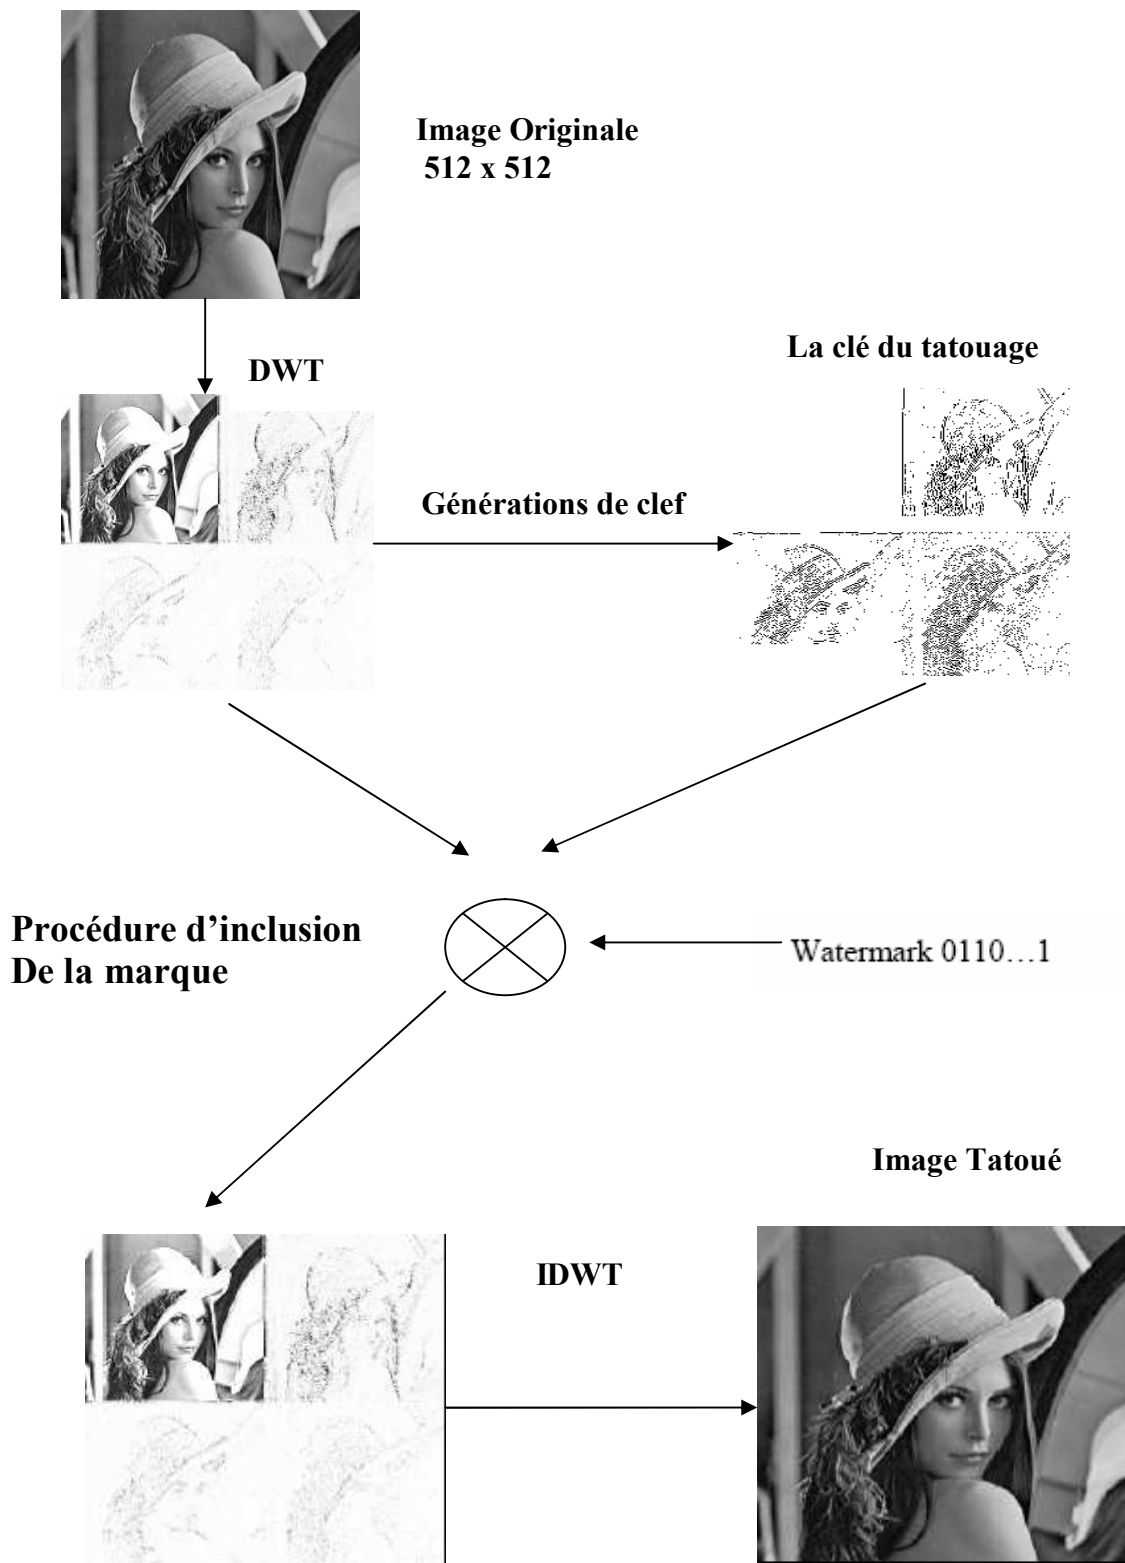 Image Originale
512 x 512
DWT
La clé du tatouage
Générations de clef
Procédure d’inclusion
De la marque
Watermark 0110…1
Image Tatoué
IDWT